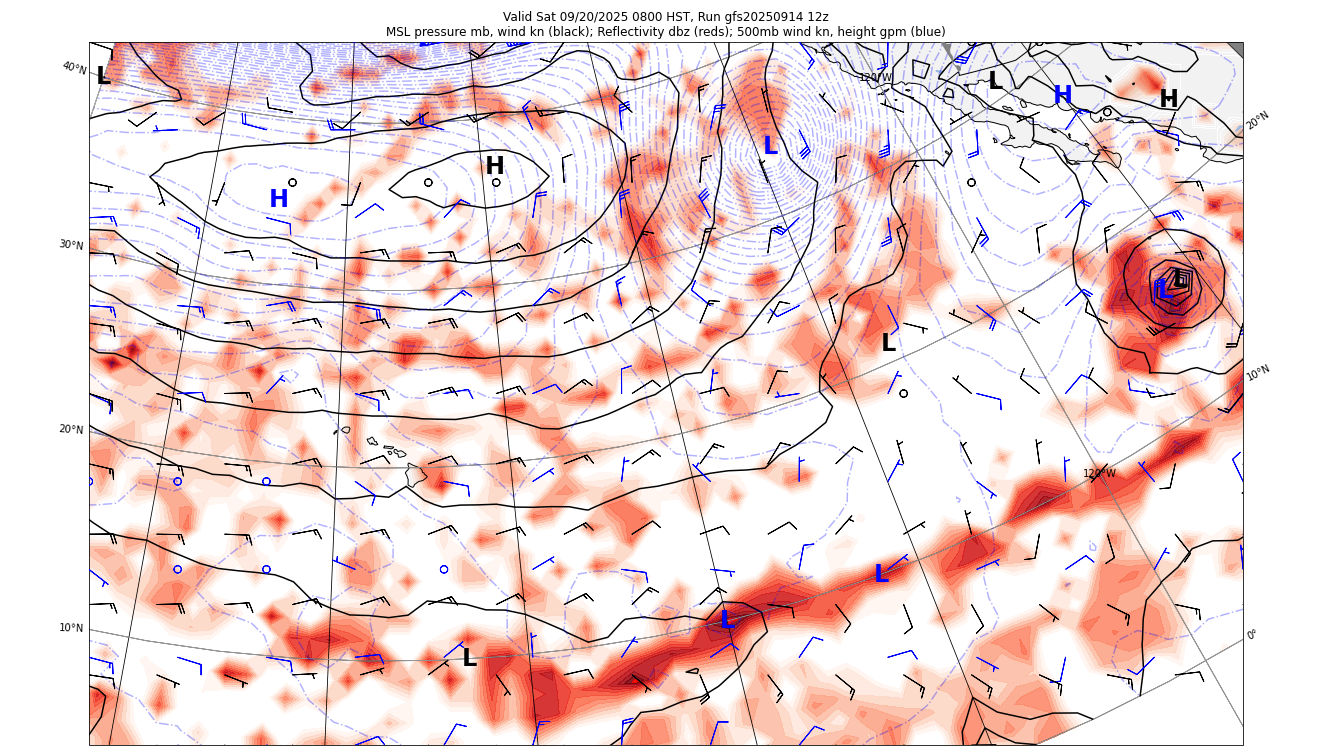 Valid Sat 09/20/2025 0800 HST, Run gfs20250914 12z
MSL pressure mb, wind kn (black); Reflectivity dbz (reds); 500mb wind kn, height gpm (blue)
40°N
L
120°W
L
H
H
20°N
L
H
H
30°N
L
L
L
10°N
20°N
120°W
L
L
10°N
0°
L